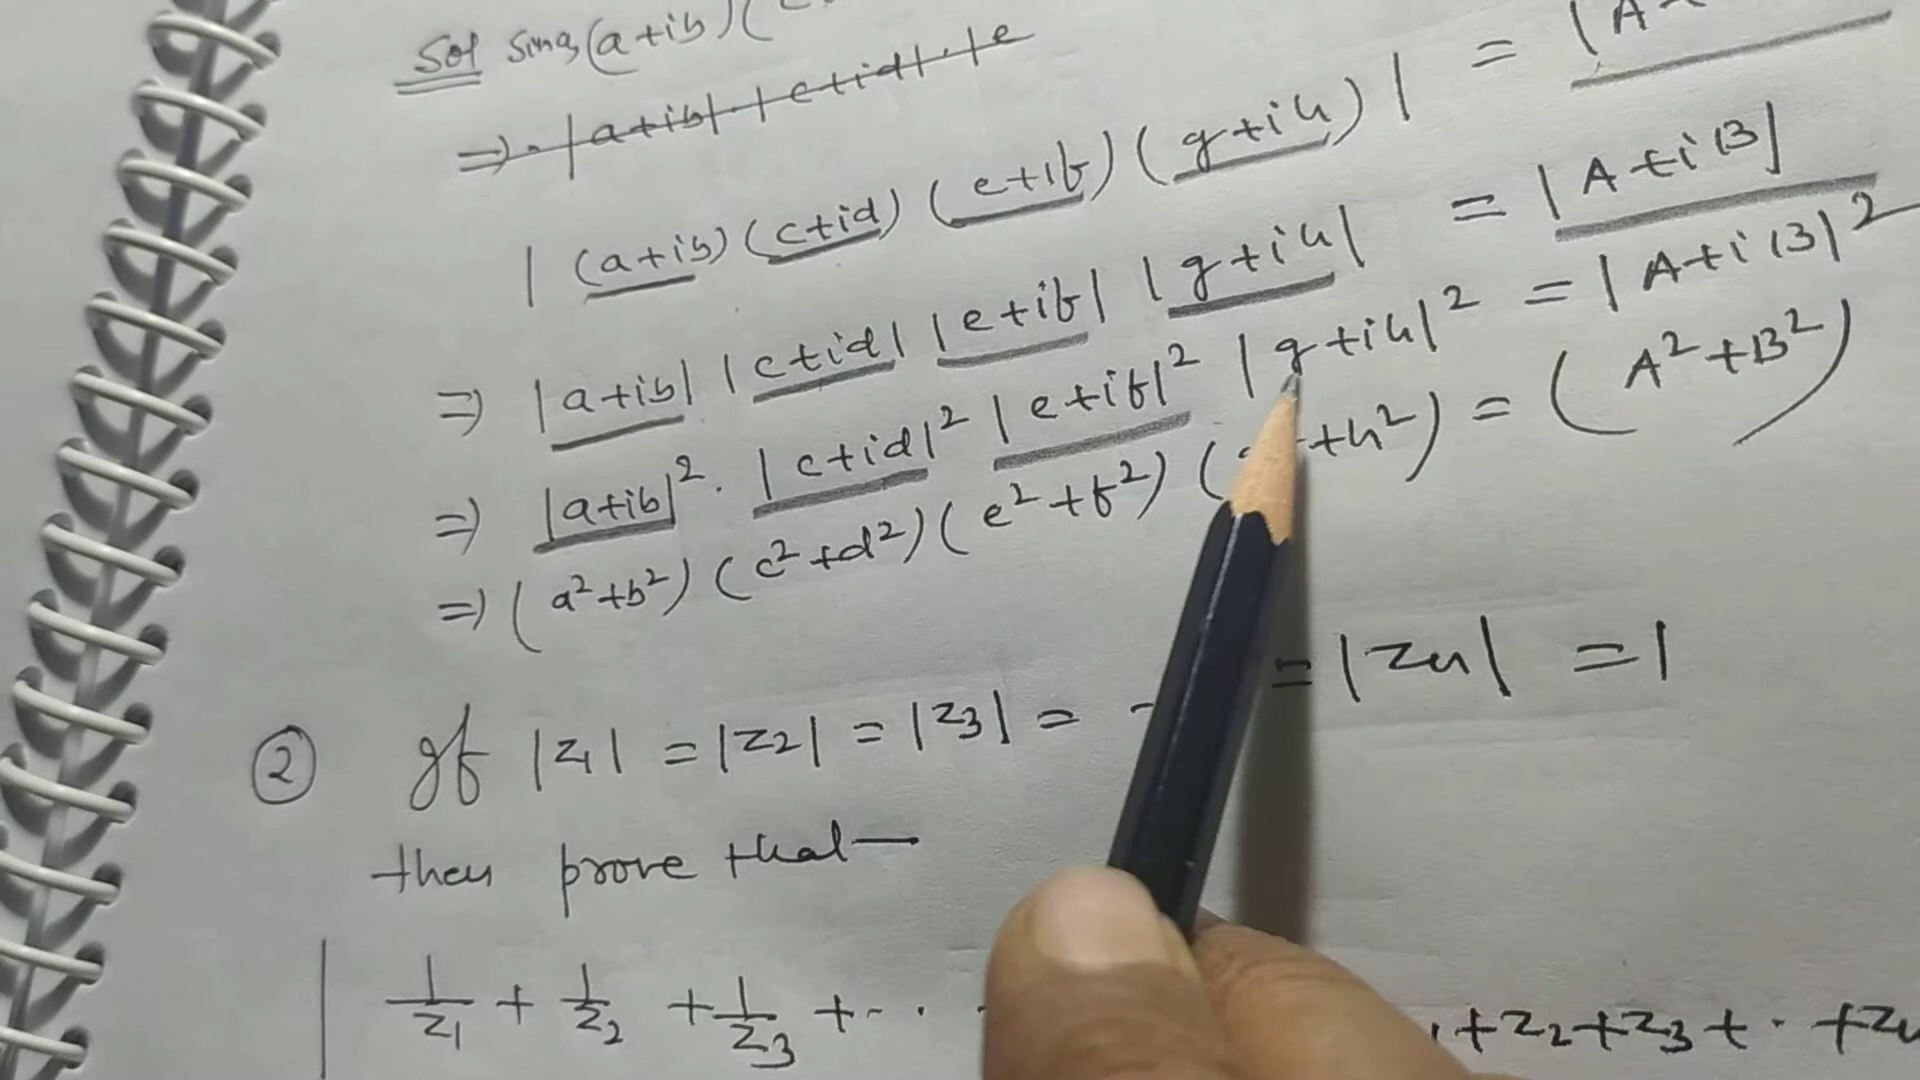 Sol Sing (a+ib)(
⇒ · |a+ib| · |c+id| · |e
|(a+ib)(c+id)(e+if)(g+ih)| = |A
⇒ |a+ib| |c+id| |e+if| |g+ih| = |A+iB|
⇒ |a+ib|². |c+id|² |e+if|² |g+ih|² = |A+iB|²
⇒ (a²+b²)(c²+d²)(e²+f²)( +h²) = (A²+B²)
② If |z1| = |z2| = |z3| = - = |zn| = 1
then prove that —
| 1/z1 + 1/z2 + 1/z3 + - . . +z2+z3+ . +zn